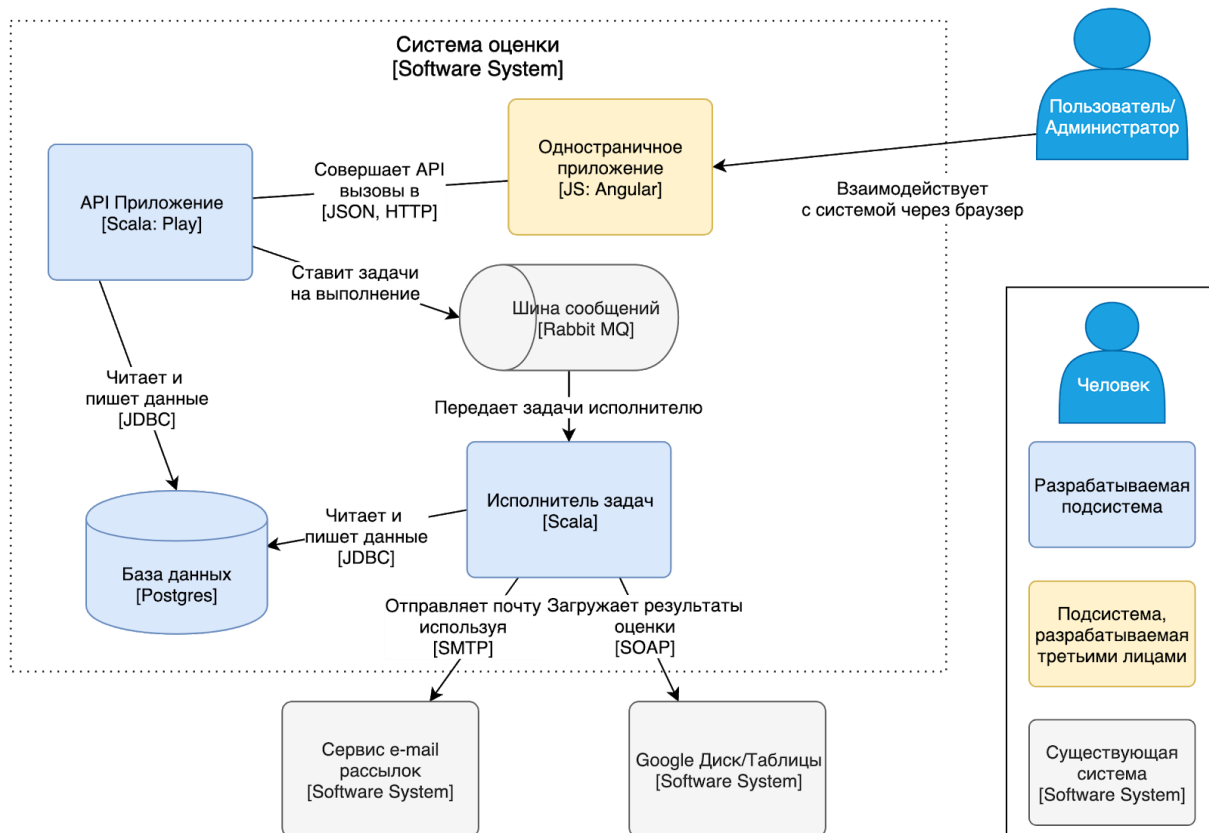 Система оценки
[Software System]
Пользователь/
Администратор
Одностраничное
приложение
[JS: Angular]
Совершает API
вызовы в
[JSON, HTTP]
API Приложение
[Scala: Play]
Взаимодействует
с системой через браузер
Ставит задачи
на выполнение
Шина сообщений
[Rabbit MQ]
Читает и
пишет данные
[JDBC]
Передает задачи исполнителю
Исполнитель задач
[Scala]
Читает и
пишет данные
[JDBC]
База данных
[Postgres]
Отправляет почту
используя
[SMTP]
Загружает результаты
оценки
[SOAP]
Сервис e-mail
рассылок
[Software System]
Google Диск/Таблицы
[Software System]
Человек
Разрабатываемая
подсистема
Подсистема,
разрабатываемая
третьими лицами
Существующая
система
[Software System]